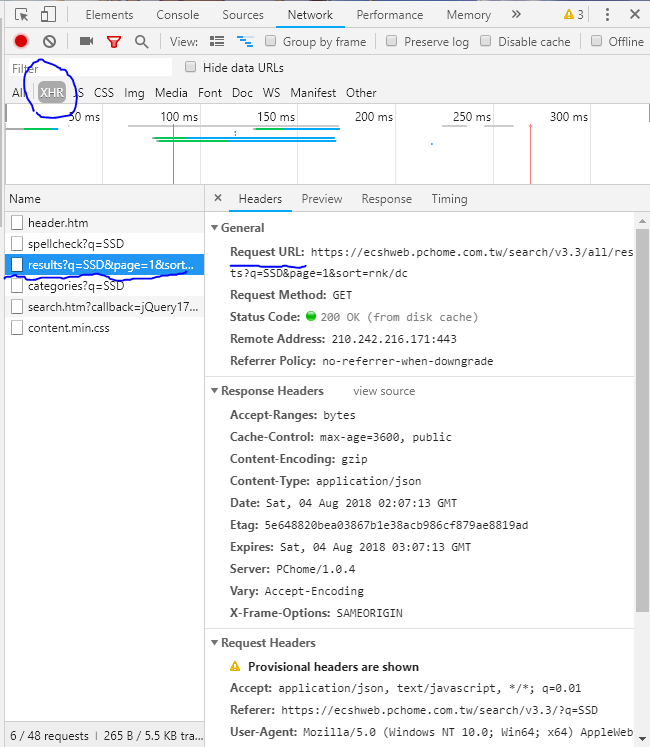 Elements Console Sources Network Performance Memory » 3
View: Group by frame Preserve log Disable cache Offline
Filter Hide data URLs
All XHR JS CSS Img Media Font Doc WS Manifest Other
50 ms 100 ms 150 ms 200 ms 250 ms 300 ms
Name
header.htm
spellcheck?q=SSD
results?q=SSD&page=1&sort...
categories?q=SSD
search.htm?callback=jQuery17...
content.min.css
6 / 48 requests | 265 B / 5.5 KB tra...
× Headers Preview Response Timing
General
Request URL: https://ecshweb.pchome.com.tw/search/v3.3/all/res
ts?q=SSD&page=1&sort=rnk/dc
Request Method: GET
Status Code: 200 OK (from disk cache)
Remote Address: 210.242.216.171:443
Referrer Policy: no-referrer-when-downgrade
Response Headers view source
Accept-Ranges: bytes
Cache-Control: max-age=3600, public
Content-Encoding: gzip
Content-Type: application/json
Date: Sat, 04 Aug 2018 02:07:13 GMT
Etag: 5e648820bea03867b1e38acb986cf879ae8819ad
Expires: Sat, 04 Aug 2018 03:07:13 GMT
Server: PChome/1.0.4
Vary: Accept-Encoding
X-Frame-Options: SAMEORIGIN
Request Headers
Provisional headers are shown
Accept: application/json, text/javascript, */*; q=0.01
Referer: https://ecshweb.pchome.com.tw/search/v3.3/?q=SSD
User-Agent: Mozilla/5.0 (Windows NT 10.0; Win64; x64) AppleWeb